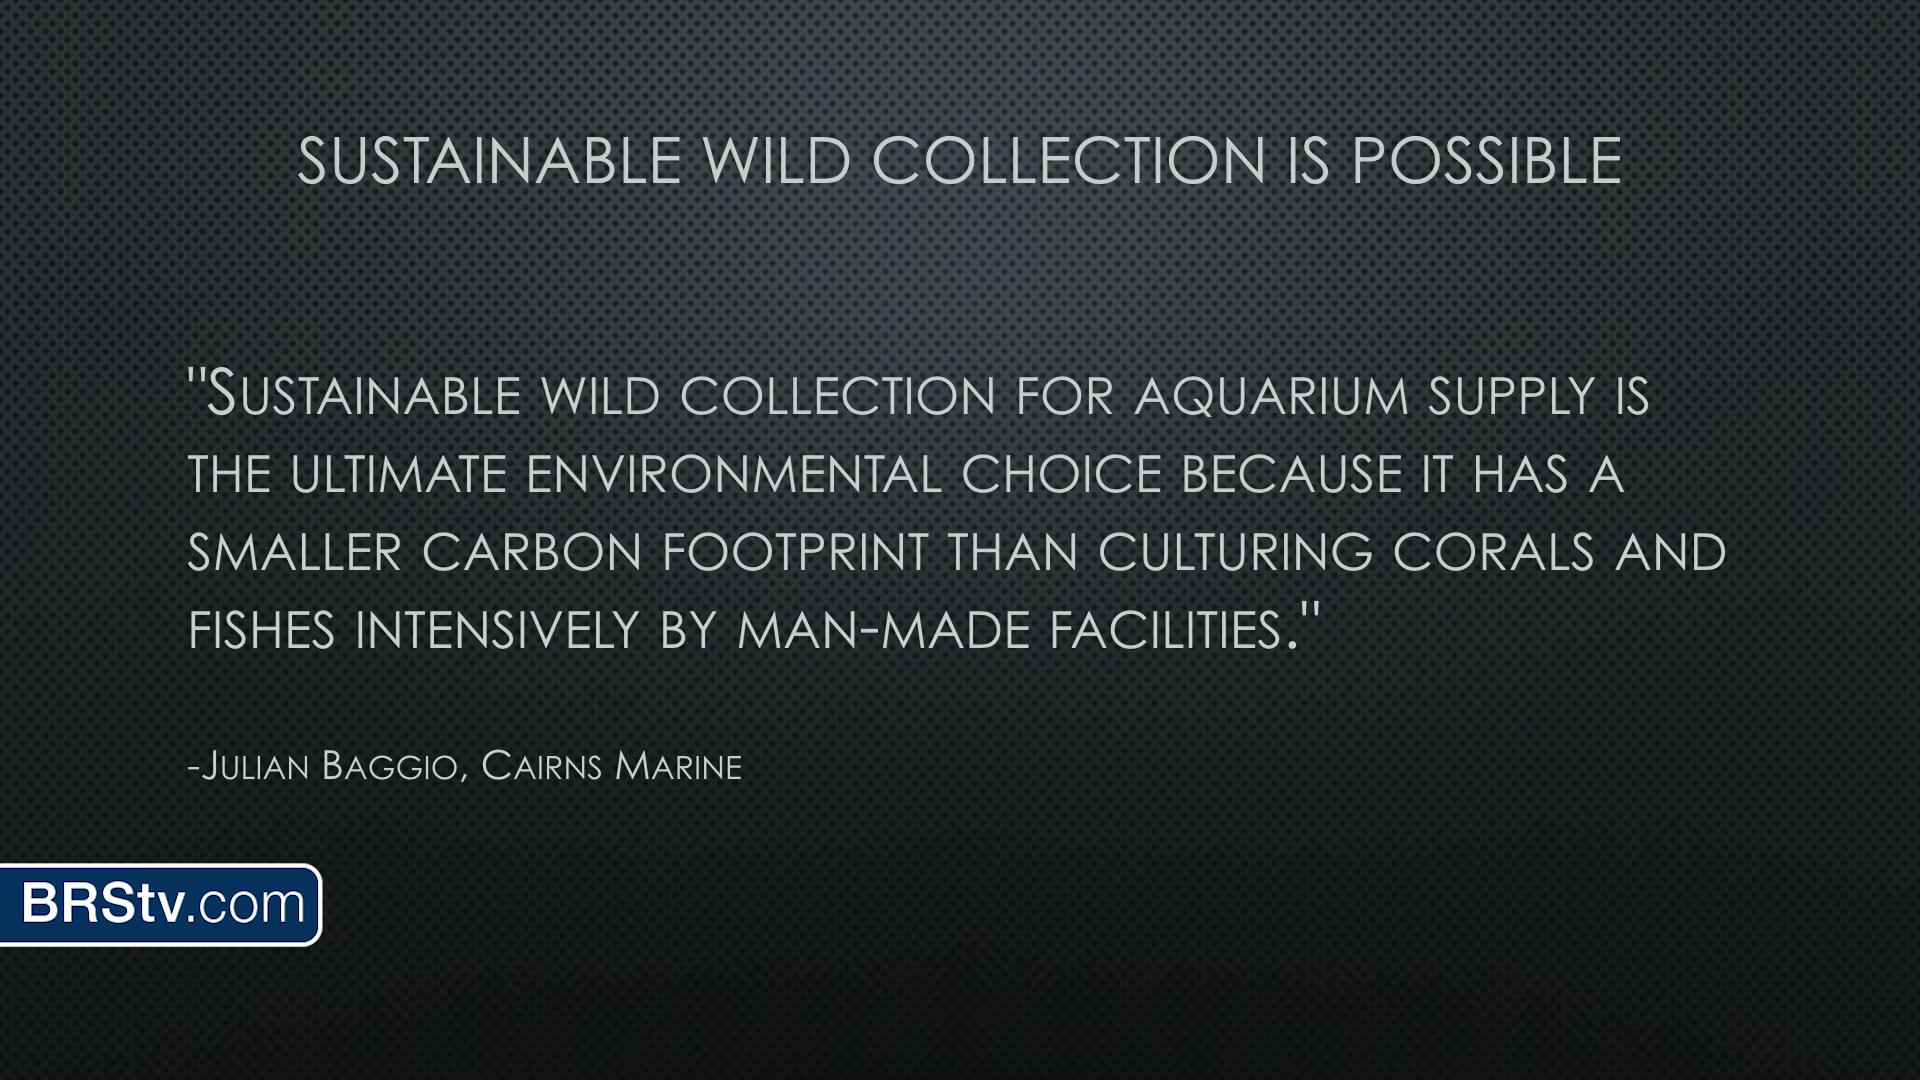 SUSTAINABLE WILD COLLECTION IS POSSIBLE
"SUSTAINABLE WILD COLLECTION FOR AQUARIUM SUPPLY IS
THE ULTIMATE ENVIRONMENTAL CHOICE BECAUSE IT HAS A
SMALLER CARBON FOOTPRINT THAN CULTURING CORALS AND
FISHES INTENSIVELY BY MAN-MADE FACILITIES."
-JULIAN BAGGIO, CAIRNS MARINE
BRStv.com